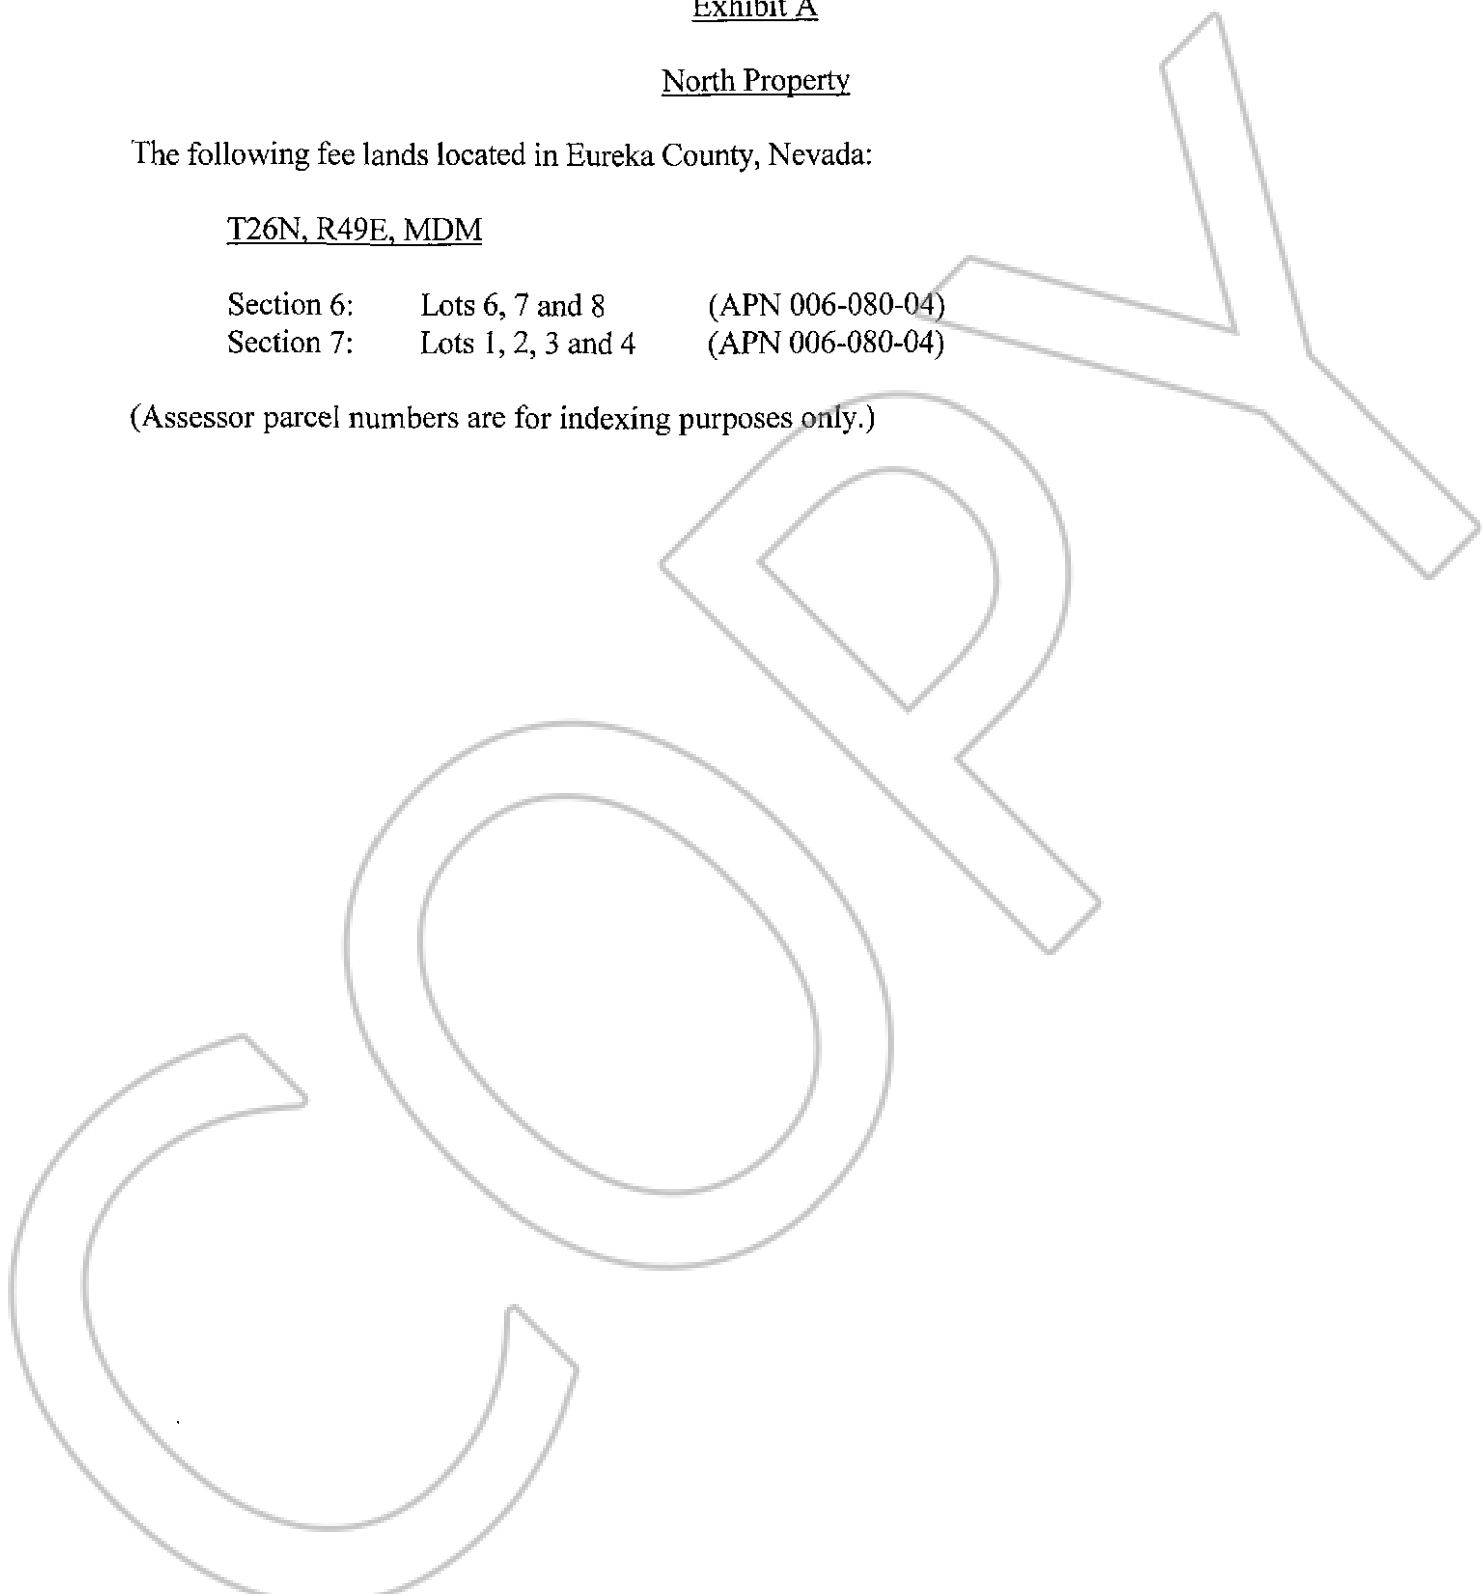 Exhibit A
North Property
The following fee lands located in Eureka County, Nevada:
T26N, R49E, MDM
Section 6: Lots 6, 7 and 8 (APN 006-080-04)
Section 7: Lots 1, 2, 3 and 4 (APN 006-080-04)
(Assessor parcel numbers are for indexing purposes only.)
COPY